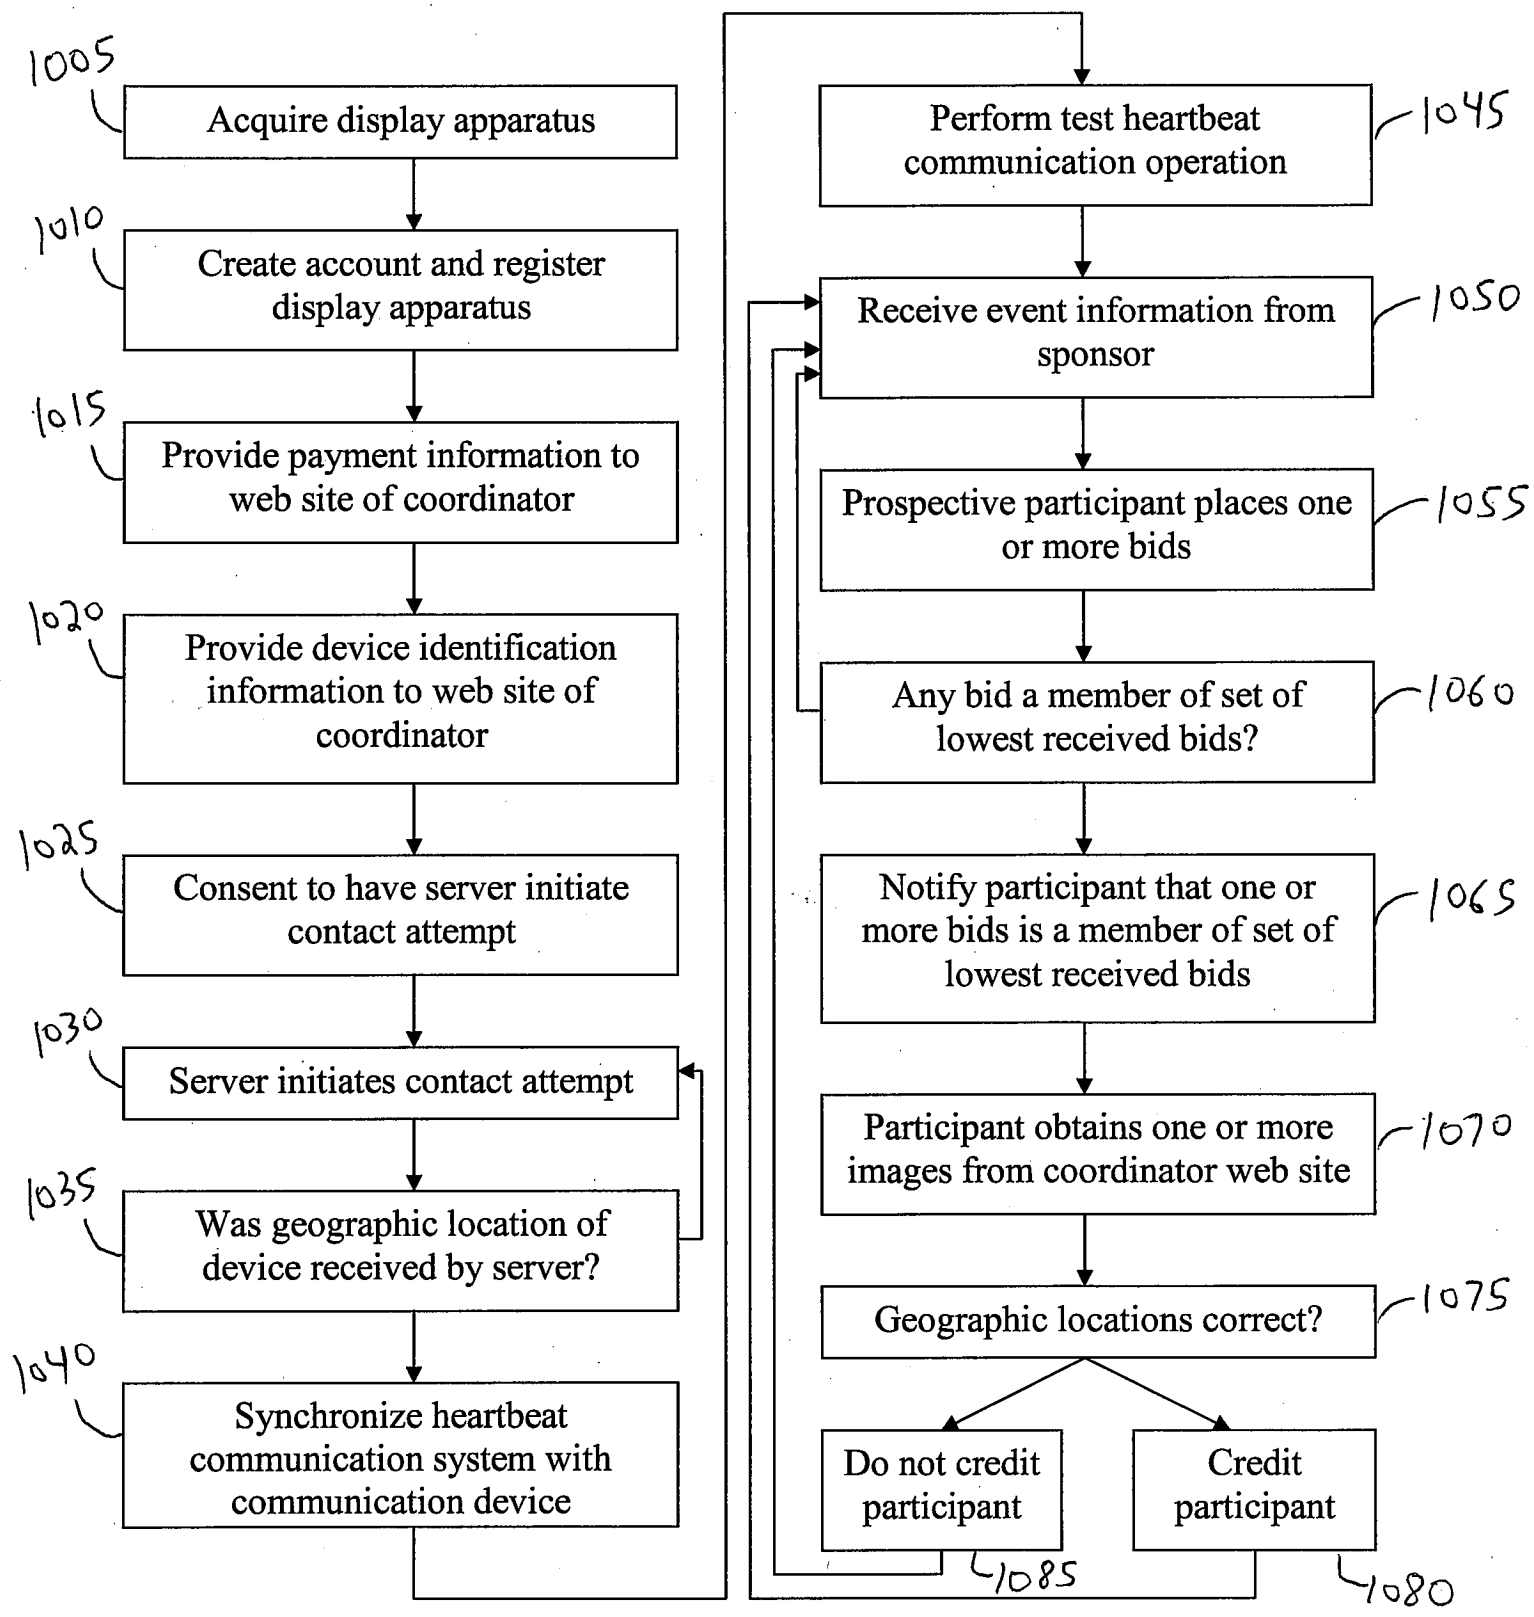 1005
Acquire display apparatus
1010
Create account and register
display apparatus
1015
Provide payment information to
web site of coordinator
1020
Provide device identification
information to web site of
coordinator
1025
Consent to have server initiate
contact attempt
1030
Server initiates contact attempt
1035
Was geographic location of
device received by server?
1040
Synchronize heartbeat
communication system with
communication device
Perform test heartbeat
communication operation
1045
Receive event information from
sponsor
1050
Prospective participant places one
or more bids
1055
Any bid a member of set of
lowest received bids?
1060
Notify participant that one or
more bids is a member of set of
lowest received bids
1065
Participant obtains one or more
images from coordinator web site
1070
Geographic locations correct?
1075
Do not credit
participant
1085
Credit
participant
1080